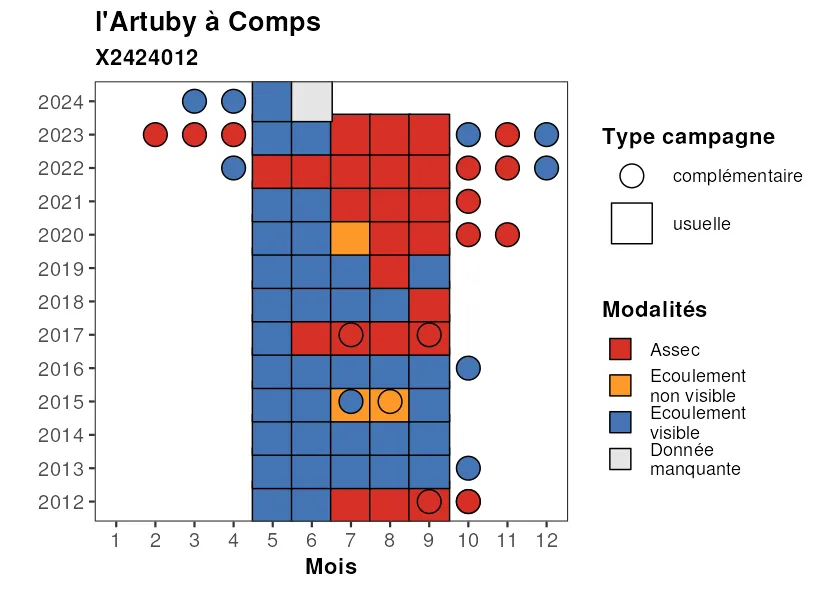 l'Artuby à Comps
X2424012
2024
2023
2022
2021
2020
2019
2018
2017
2016
2015
2014
2013
2012
1 2 3 4 5 6 7 8 9 10 11 12
Mois
Type campagne
complémentaire
usuelle
Modalités
Assec
Ecoulement
non visible
Ecoulement
visible
Donnée
manquante